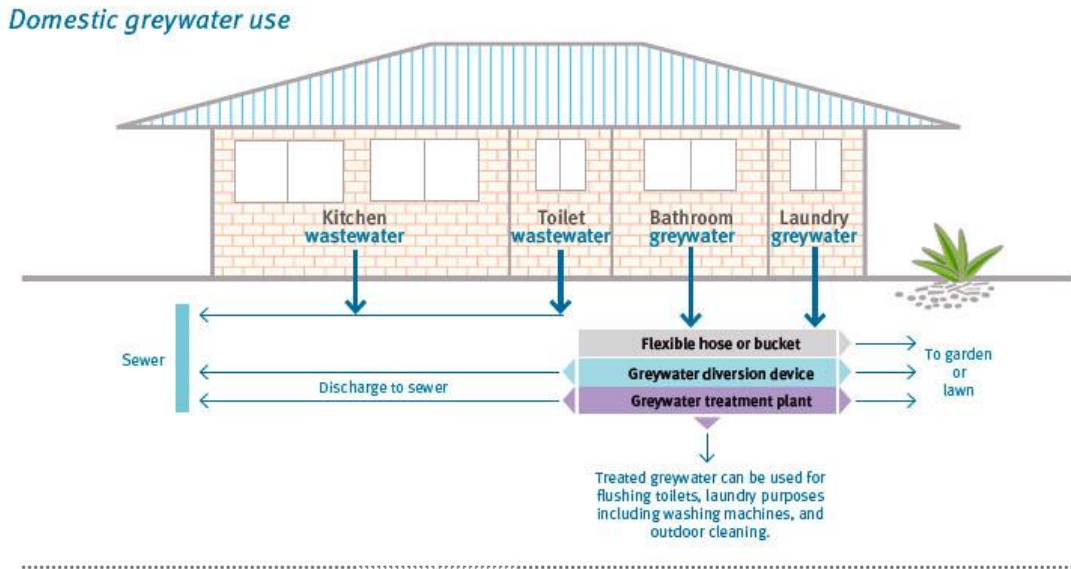 Domestic greywater use
Kitchen
wastewater
Toilet
wastewater
Bathroom
greywater
Laundry
greywater
Sewer
Flexible hose or bucket
Greywater diversion device
Greywater treatment plant
Discharge to sewer
To garden
or
lawn
Treated greywater can be used for
flushing toilets, laundry purposes
including washing machines, and
outdoor cleaning.